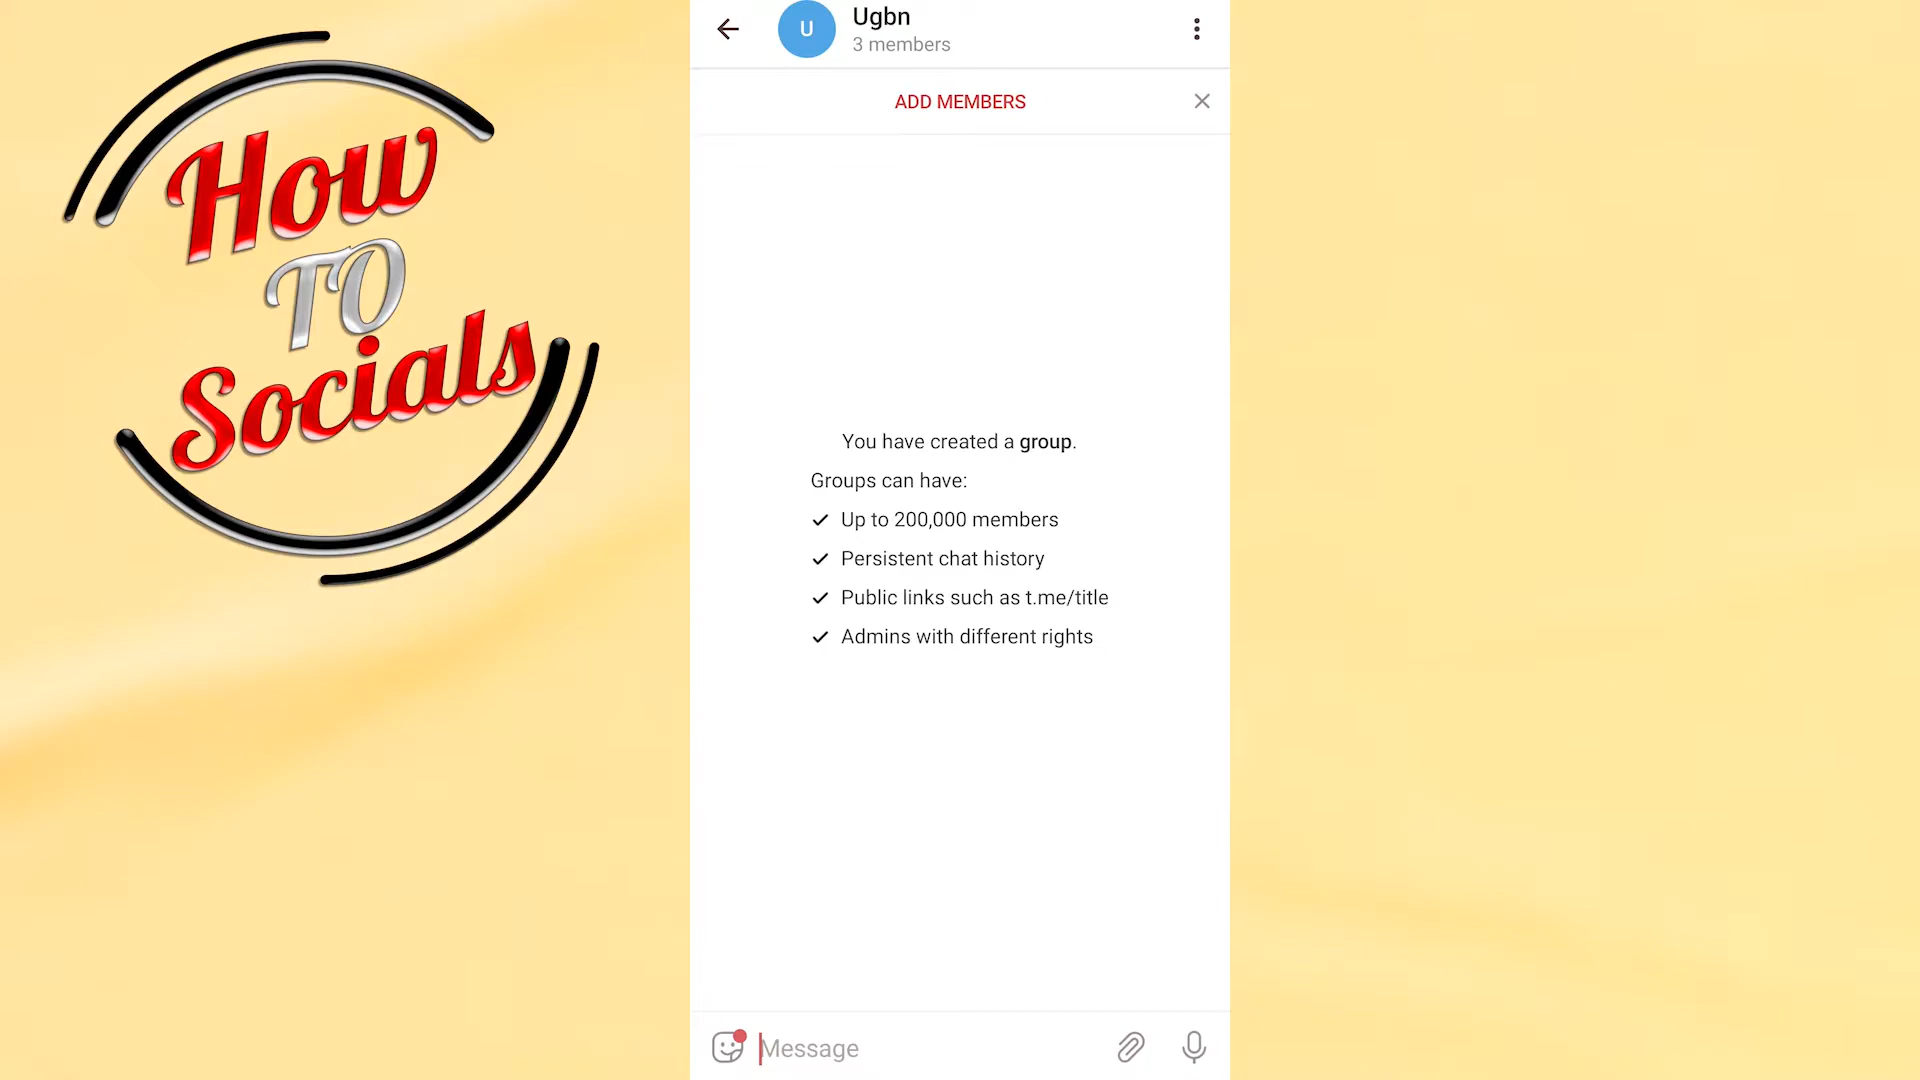 How
TO
Socials
U
Ugbn
3 members
ADD MEMBERS
You have created a group.
Groups can have:
Up to 200,000 members
Persistent chat history
Public links such as t.me/title
Admins with different rights
Message